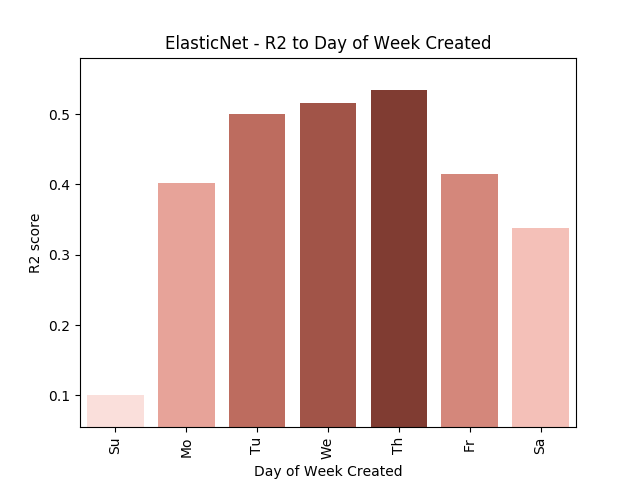 ElasticNet - R2 to Day of Week Created
R2 score
0.5
0.4
0.3
0.2
0.1
Su
Mo
Tu
We
Th
Fr
Sa
Day of Week Created